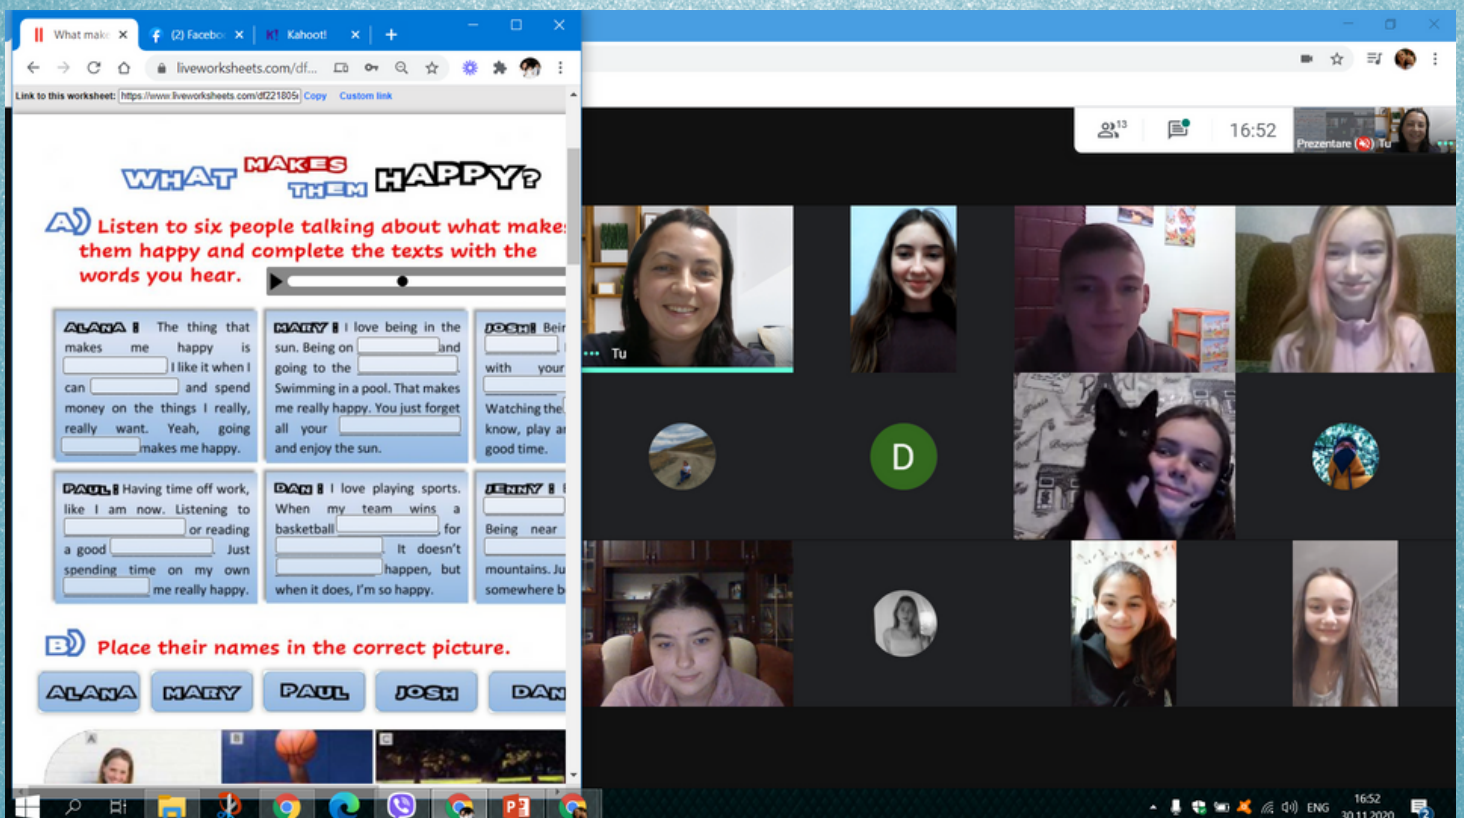 What make
(2) Facebo
Kahoot!
liveworksheets.com/df...
Link to this worksheet: https://www.liveworksheets.com/df221805 Copy Custom link
WHAT MAKES THEM HAPPY?
A) Listen to six people talking about what makes
them happy and complete the texts with the
words you hear.
ALANA : The thing that
makes me happy is
I like it when I
can and spend
money on the things I really,
really want. Yeah, going
makes me happy.
MARY : I love being in the
sun. Being on and
going to the .
Swimming in a pool. That makes
me really happy. You just forget
all your
and enjoy the sun.
JOSH: Bein
with your
Watching the
know, play a
good time.
PAUL: Having time off work,
like I am now. Listening to
or reading
a good . Just
spending time on my own
me really happy.
DAN : I love playing sports.
When my team wins a
basketball , for
. It doesn't
happen, but
when it does, I'm so happy.
JENNY :
Being near
mountains. Ju
somewhere b
B) Place their names in the correct picture.
ALANA
MARY
PAUL
JOSH
DAN
A
B
C
13
16:52
Prezentare Tu
Tu
D
ENG
16:52
30.11.2020
2